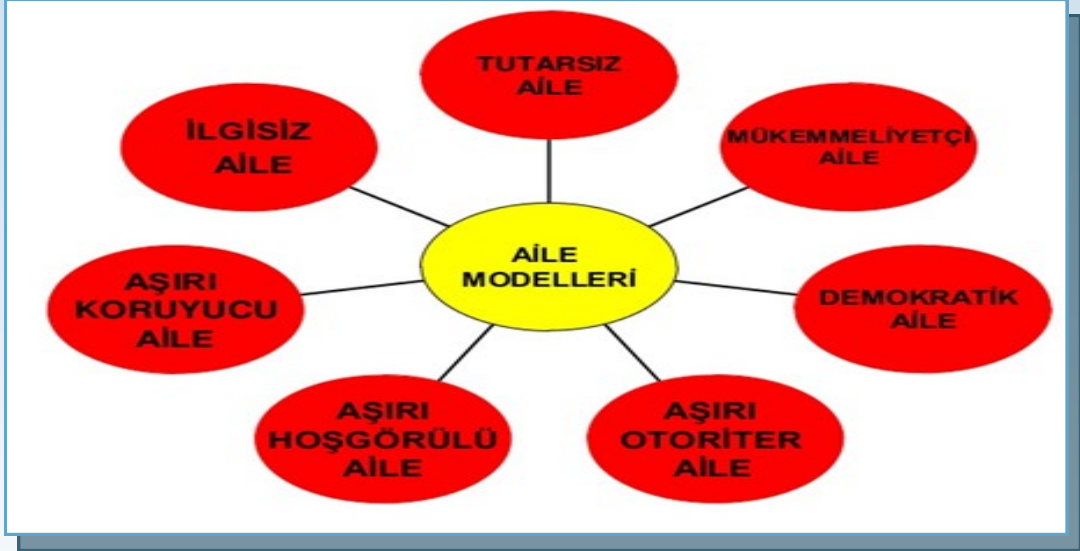 TUTARSIZ
AİLE
İLGİSİZ
AİLE
MÜKEMMELİYETÇİ
AİLE
AİLE
MODELLERİ
AŞIRI
KORUYUCU
AİLE
DEMOKRATİK
AİLE
AŞIRI
HOŞGÖRÜLÜ
AİLE
AŞIRI
OTORİTER
AİLE